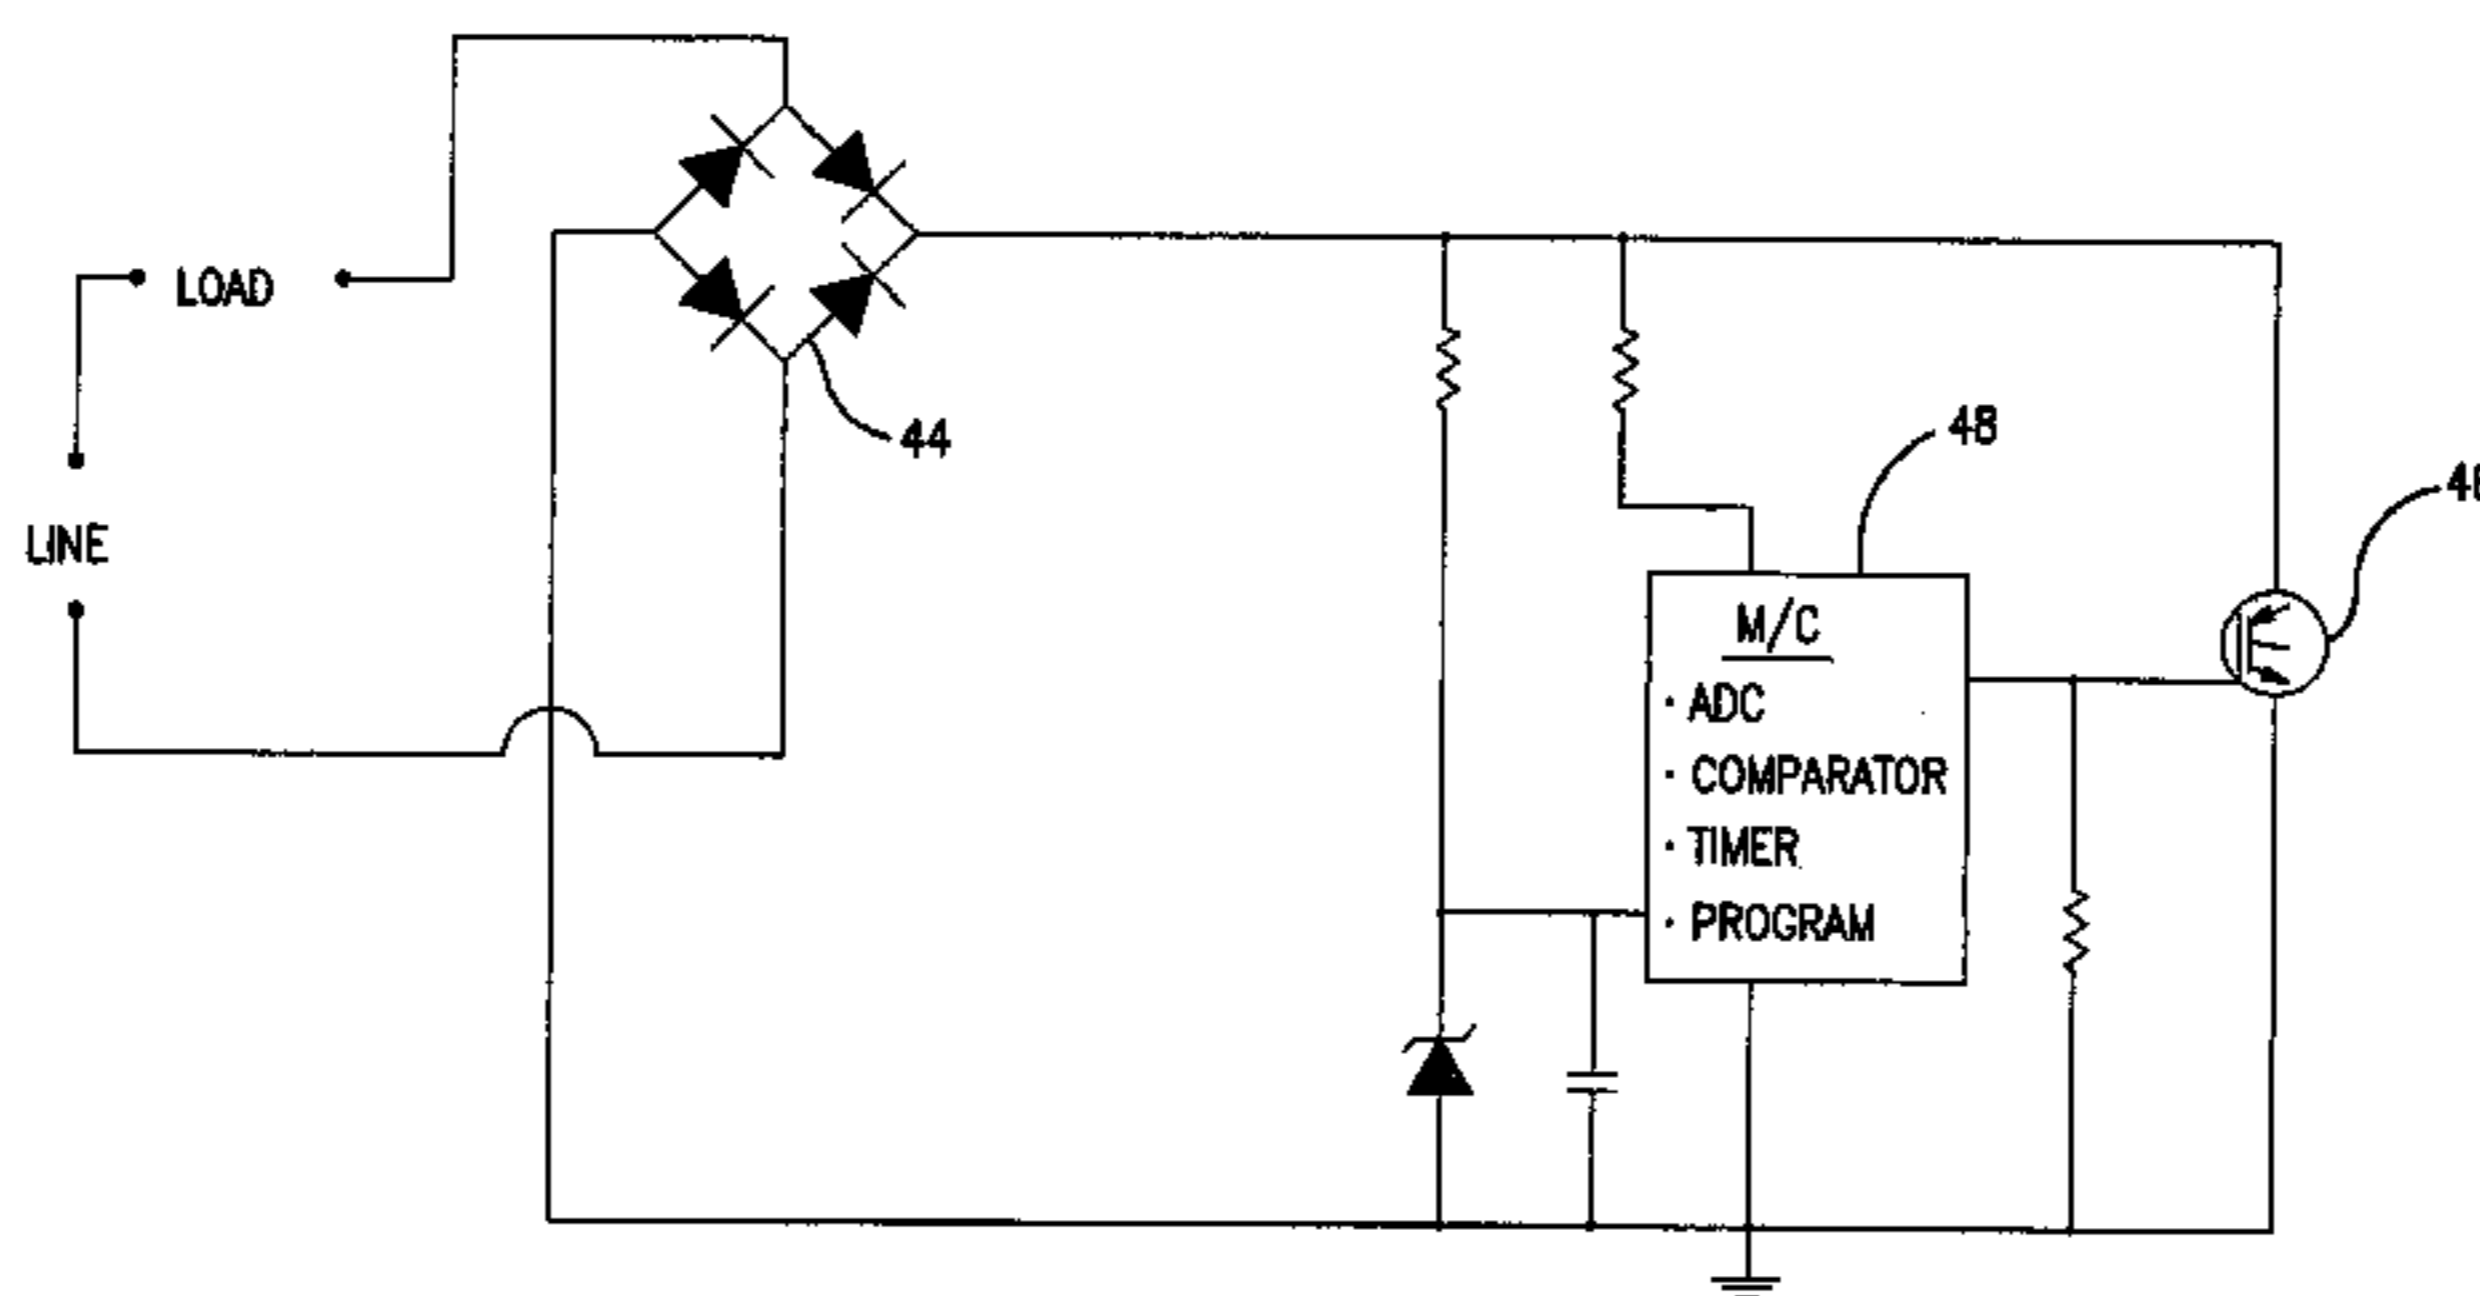 LOAD
44
48
LINE
M/C
· ADC
· COMPARATOR
· TIMER
· PROGRAM